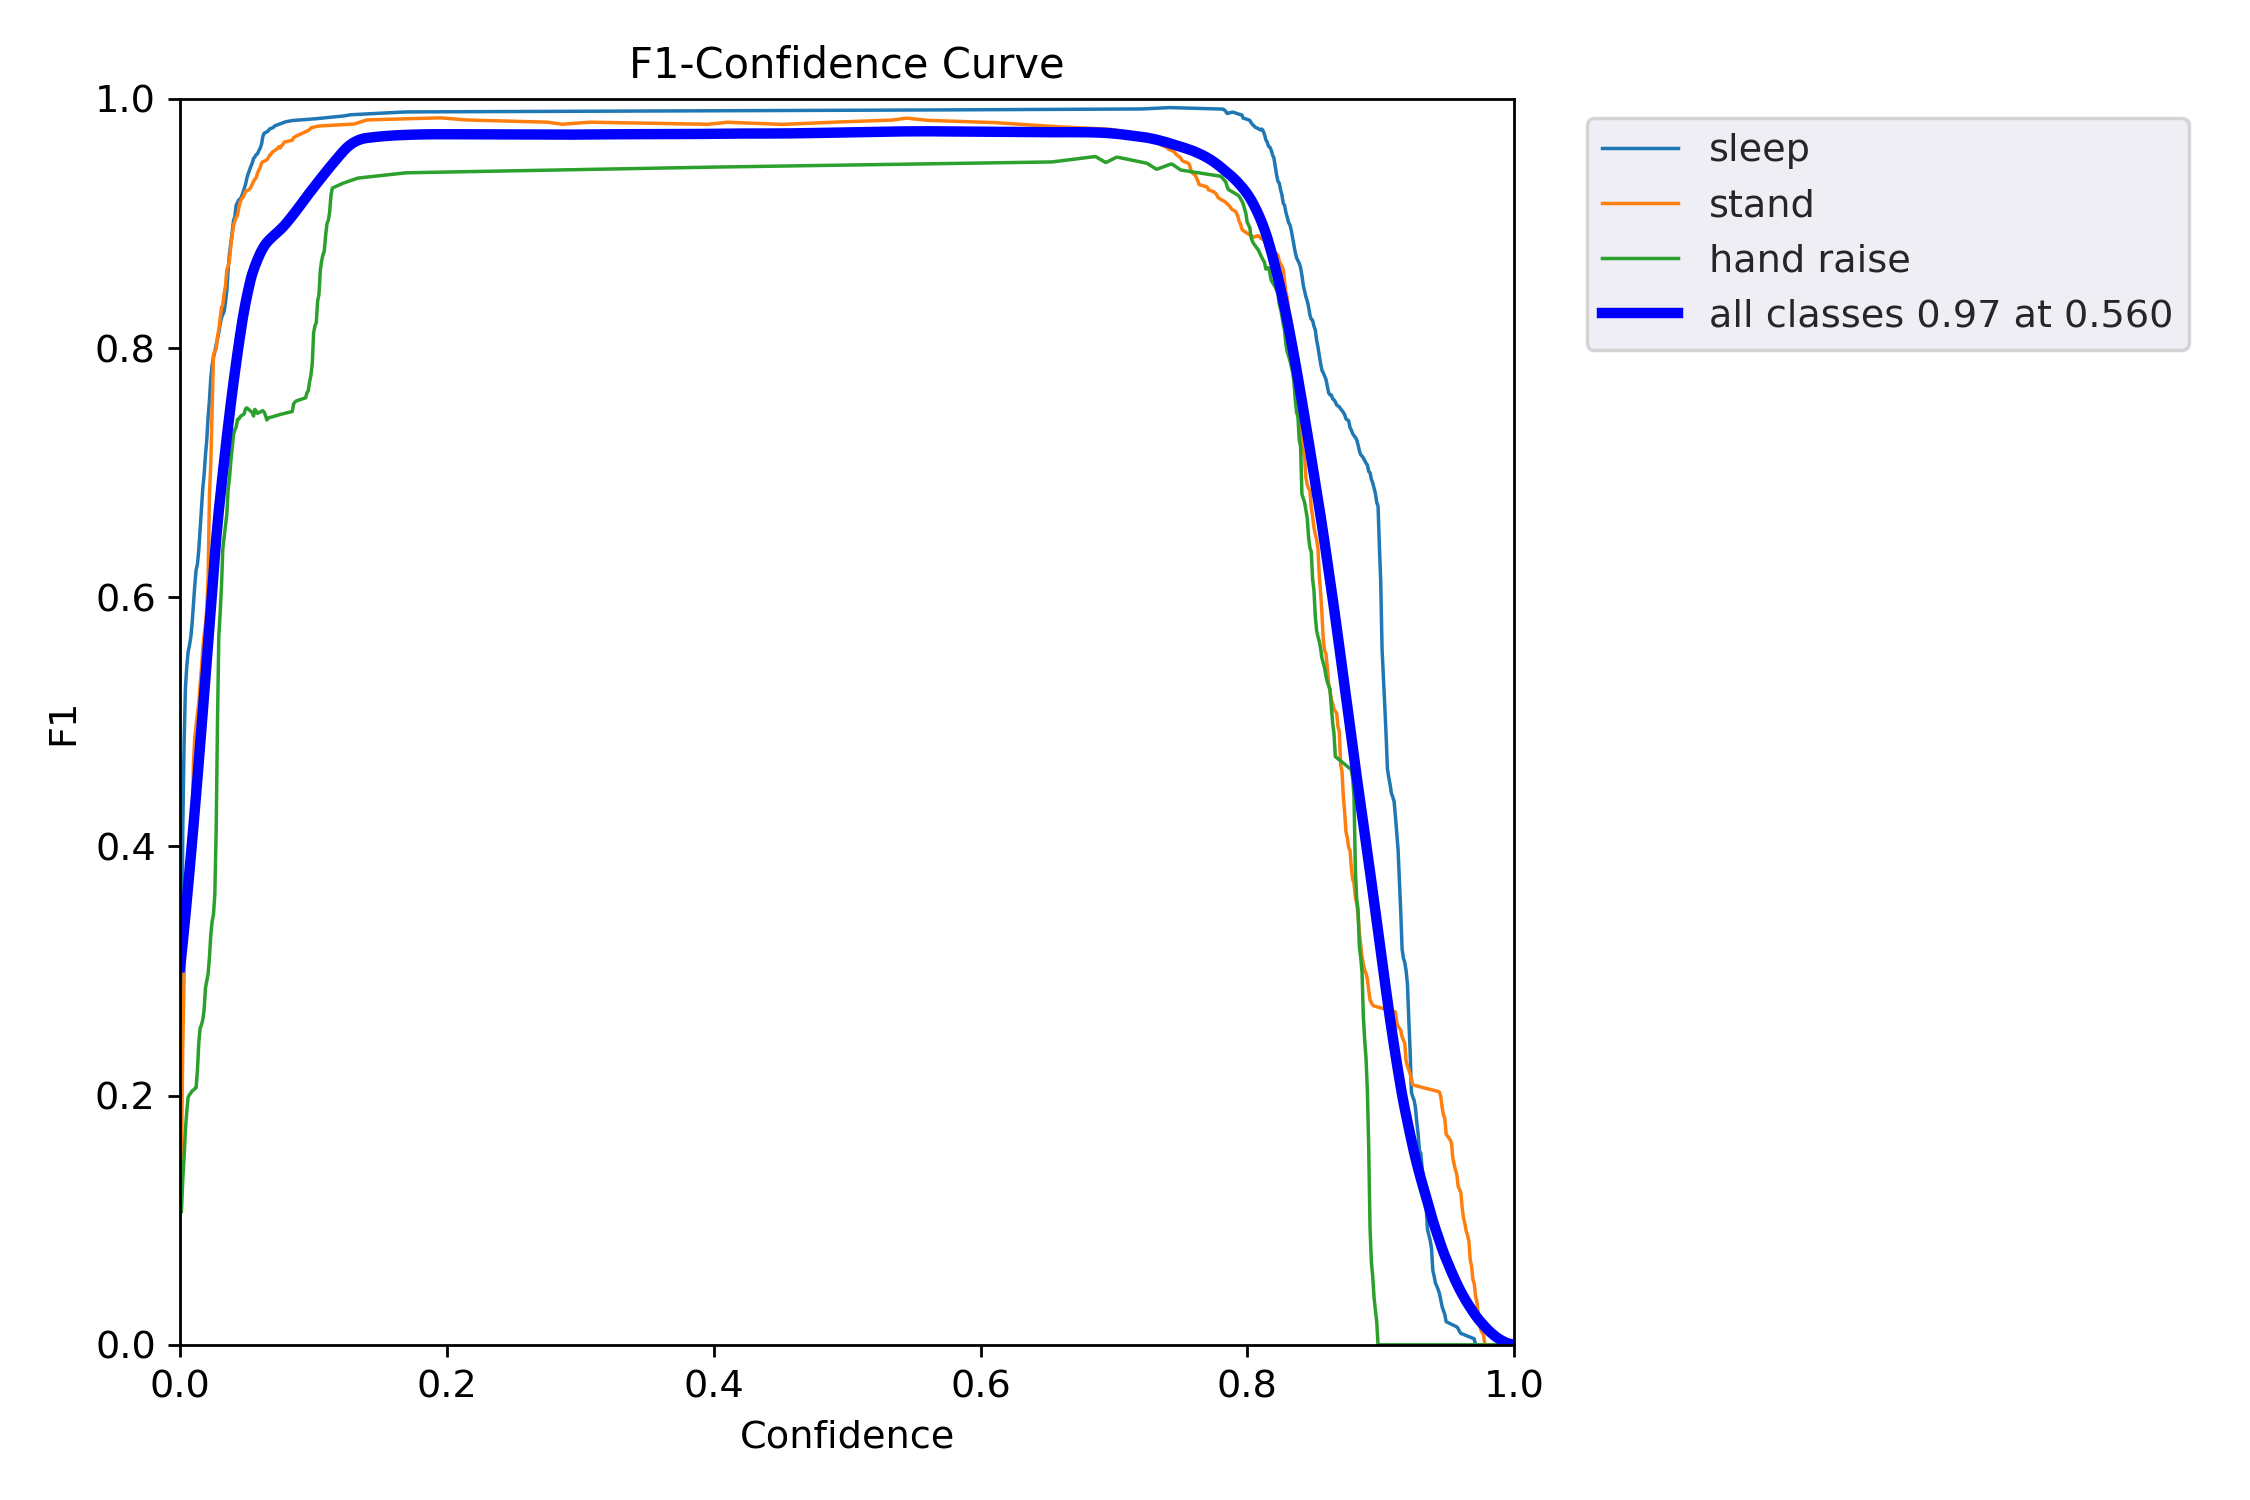 F1-Confidence Curve
1.0
0.8
0.6
0.4
0.2
0.0
F1
0.0 0.2 0.4 0.6 0.8 1.0
Confidence
sleep
stand
hand raise
all classes 0.97 at 0.560